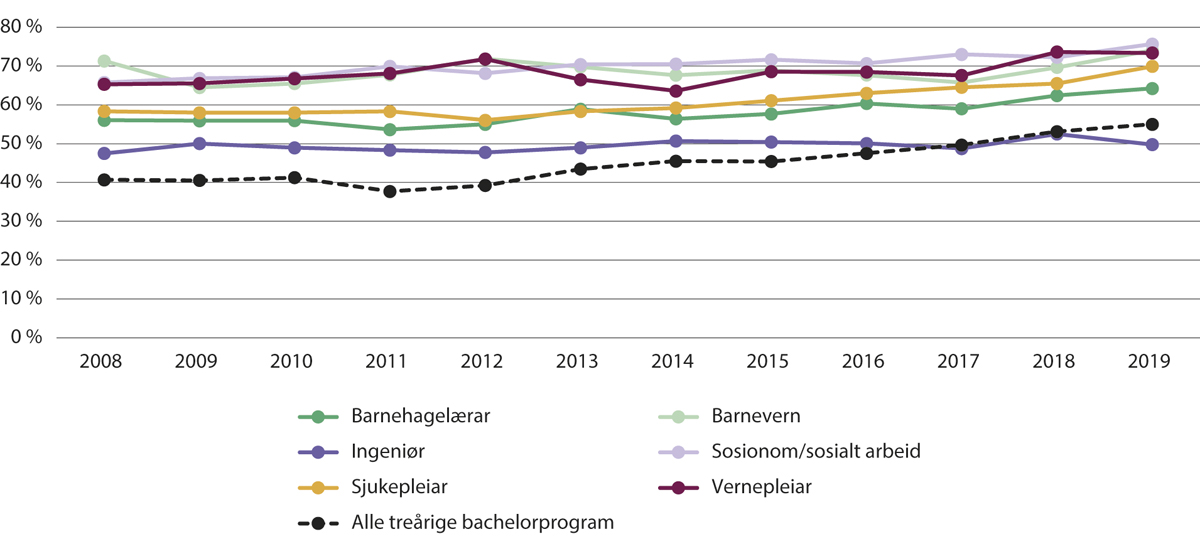 80 %
70 %
60 %
50 %
40 %
30 %
20 %
10 %
0 %
2008 2009 2010 2011 2012 2013 2014 2015 2016 2017 2018 2019
Barnehagelærar Barnevern
Ingeniør Sosionom/sosialt arbeid
Sjukepleiar Vernepleiar
Alle treårige bachelorprogram